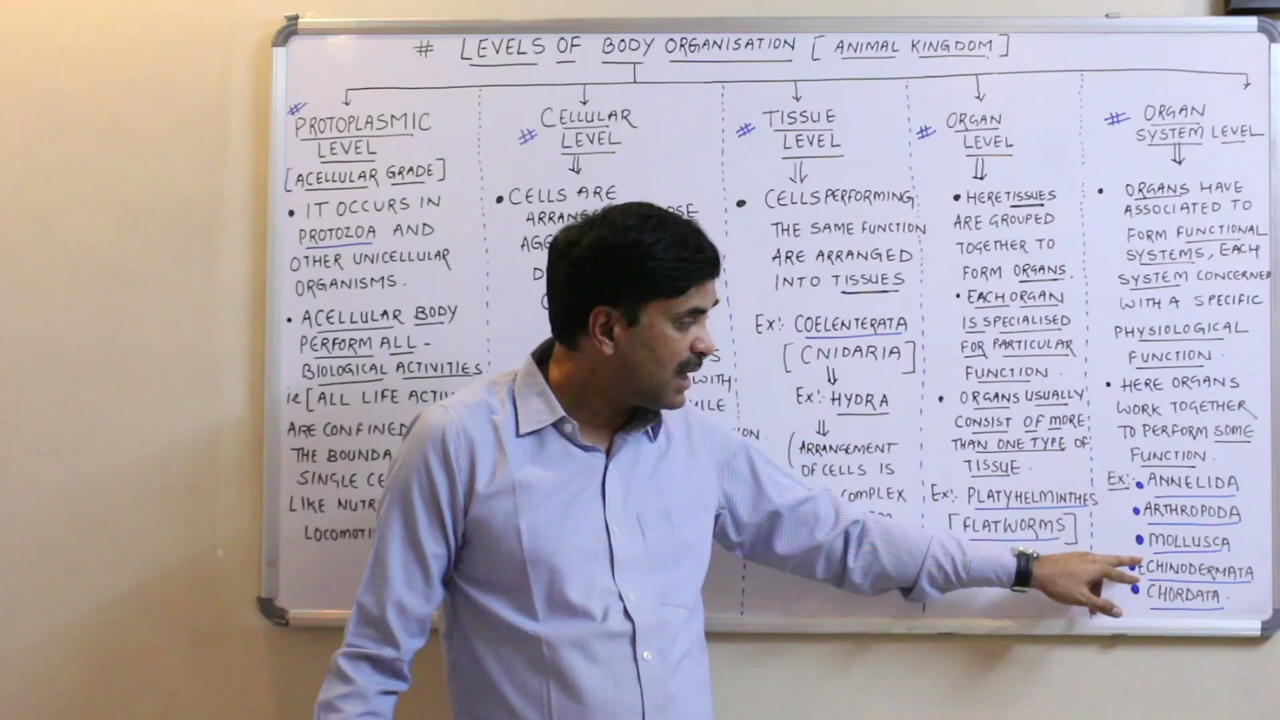 # LEVELS OF BODY ORGANISATION [ANIMAL KINGDOM]
# PROTOPLASMIC
LEVEL
[ACELLULAR GRADE]
• IT OCCURS IN
PROTOZOA AND
OTHER UNICELLULAR
ORGANISMS.
• ACELLULAR BODY
PERFORM ALL -
BIOLOGICAL ACTIVITIES
ie [ALL LIFE
ARE CONFINED
THE
SINGLE
LIKE
# CELLULAR
LEVEL
• CELLS ARE
WITH
# TISSUE
LEVEL
• CELLS PERFORMING
THE SAME FUNCTION
ARE ARRANGED
INTO TISSUES
Ex:- COELENTERATA
[CNIDARIA]
Ex:- HYDRA
(ARRANGEMENT
OF CELLS IS
COMPLEX
# ORGAN
LEVEL
• HERE TISSUES
ARE GROUPED
TOGETHER TO
FORM ORGANS.
• EACH ORGAN
IS SPECIALISED
FOR PARTICULAR
FUNCTION.
• ORGANS USUALLY
CONSIST OF MORE
THAN ONE TYPE OF
TISSUE.
Ex:- PLATYHELMINTHES
[FLATWORMS]
# ORGAN
SYSTEM LEVEL
• ORGANS HAVE
ASSOCIATED TO
FORM FUNCTIONAL
SYSTEMS, EACH
SYSTEM CONCERNED
WITH A SPECIFIC
PHYSIOLOGICAL
FUNCTION.
• HERE ORGANS
WORK TOGETHER
TO PERFORM SOME
FUNCTION.
Ex:- • ANNELIDA
• ARTHROPODA
• MOLLUSCA
• ECHINODERMATA
• CHORDATA.